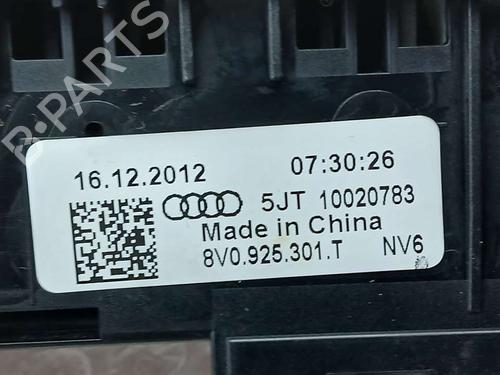 B-PARTS
16.12.2012 07:30:26
5JT 10020783
Made in China
8V0.925.301.T NV6